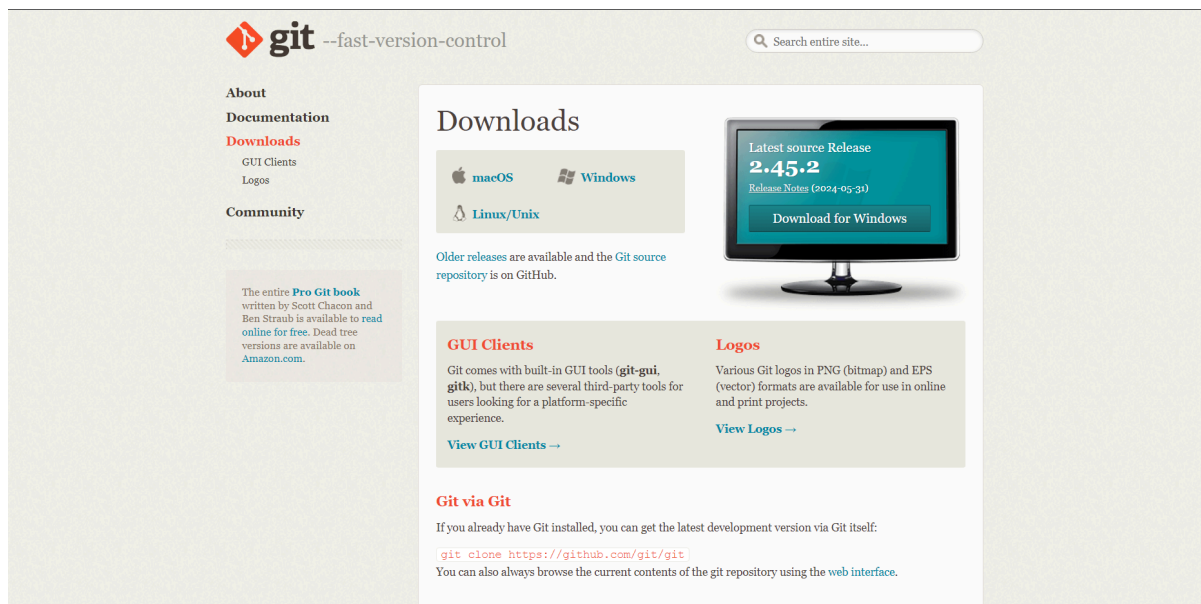 git --fast-version-control
Search entire site...
About
Documentation
Downloads
GUI Clients
Logos
Community
The entire Pro Git book
written by Scott Chacon and
Ben Straub is available to read
online for free. Dead tree
versions are available on
Amazon.com.
Downloads
macOS
Windows
Linux/Unix
Older releases are available and the Git source
repository is on GitHub.
Latest source Release
2.45.2
Release Notes (2024-05-31)
Download for Windows
GUI Clients
Git comes with built-in GUI tools (git-gui,
gitk), but there are several third-party tools for
users looking for a platform-specific
experience.
View GUI Clients →
Logos
Various Git logos in PNG (bitmap) and EPS
(vector) formats are available for use in online
and print projects.
View Logos →
Git via Git
If you already have Git installed, you can get the latest development version via Git itself:
git clone https://github.com/git/git
You can also always browse the current contents of the git repository using the web interface.